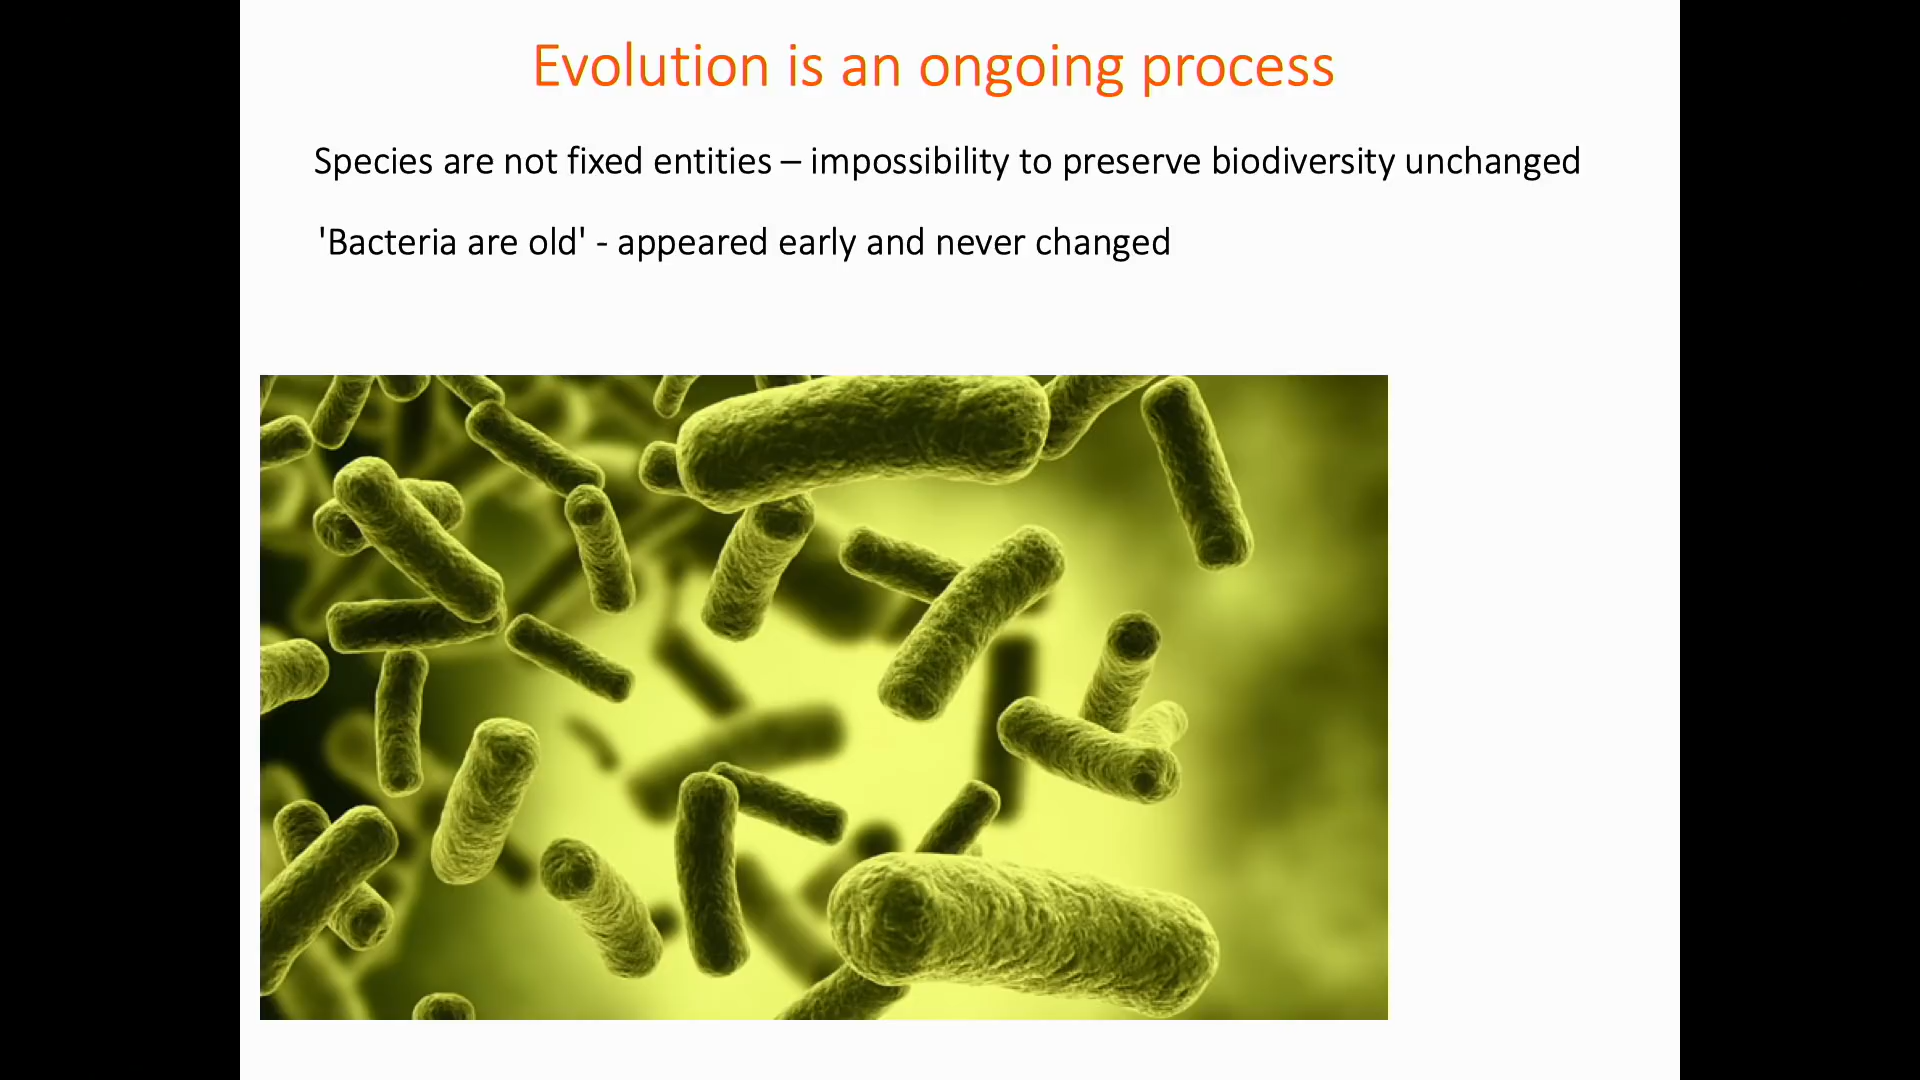 Evolution is an ongoing process
Species are not fixed entities – impossibility to preserve biodiversity unchanged
'Bacteria are old' - appeared early and never changed